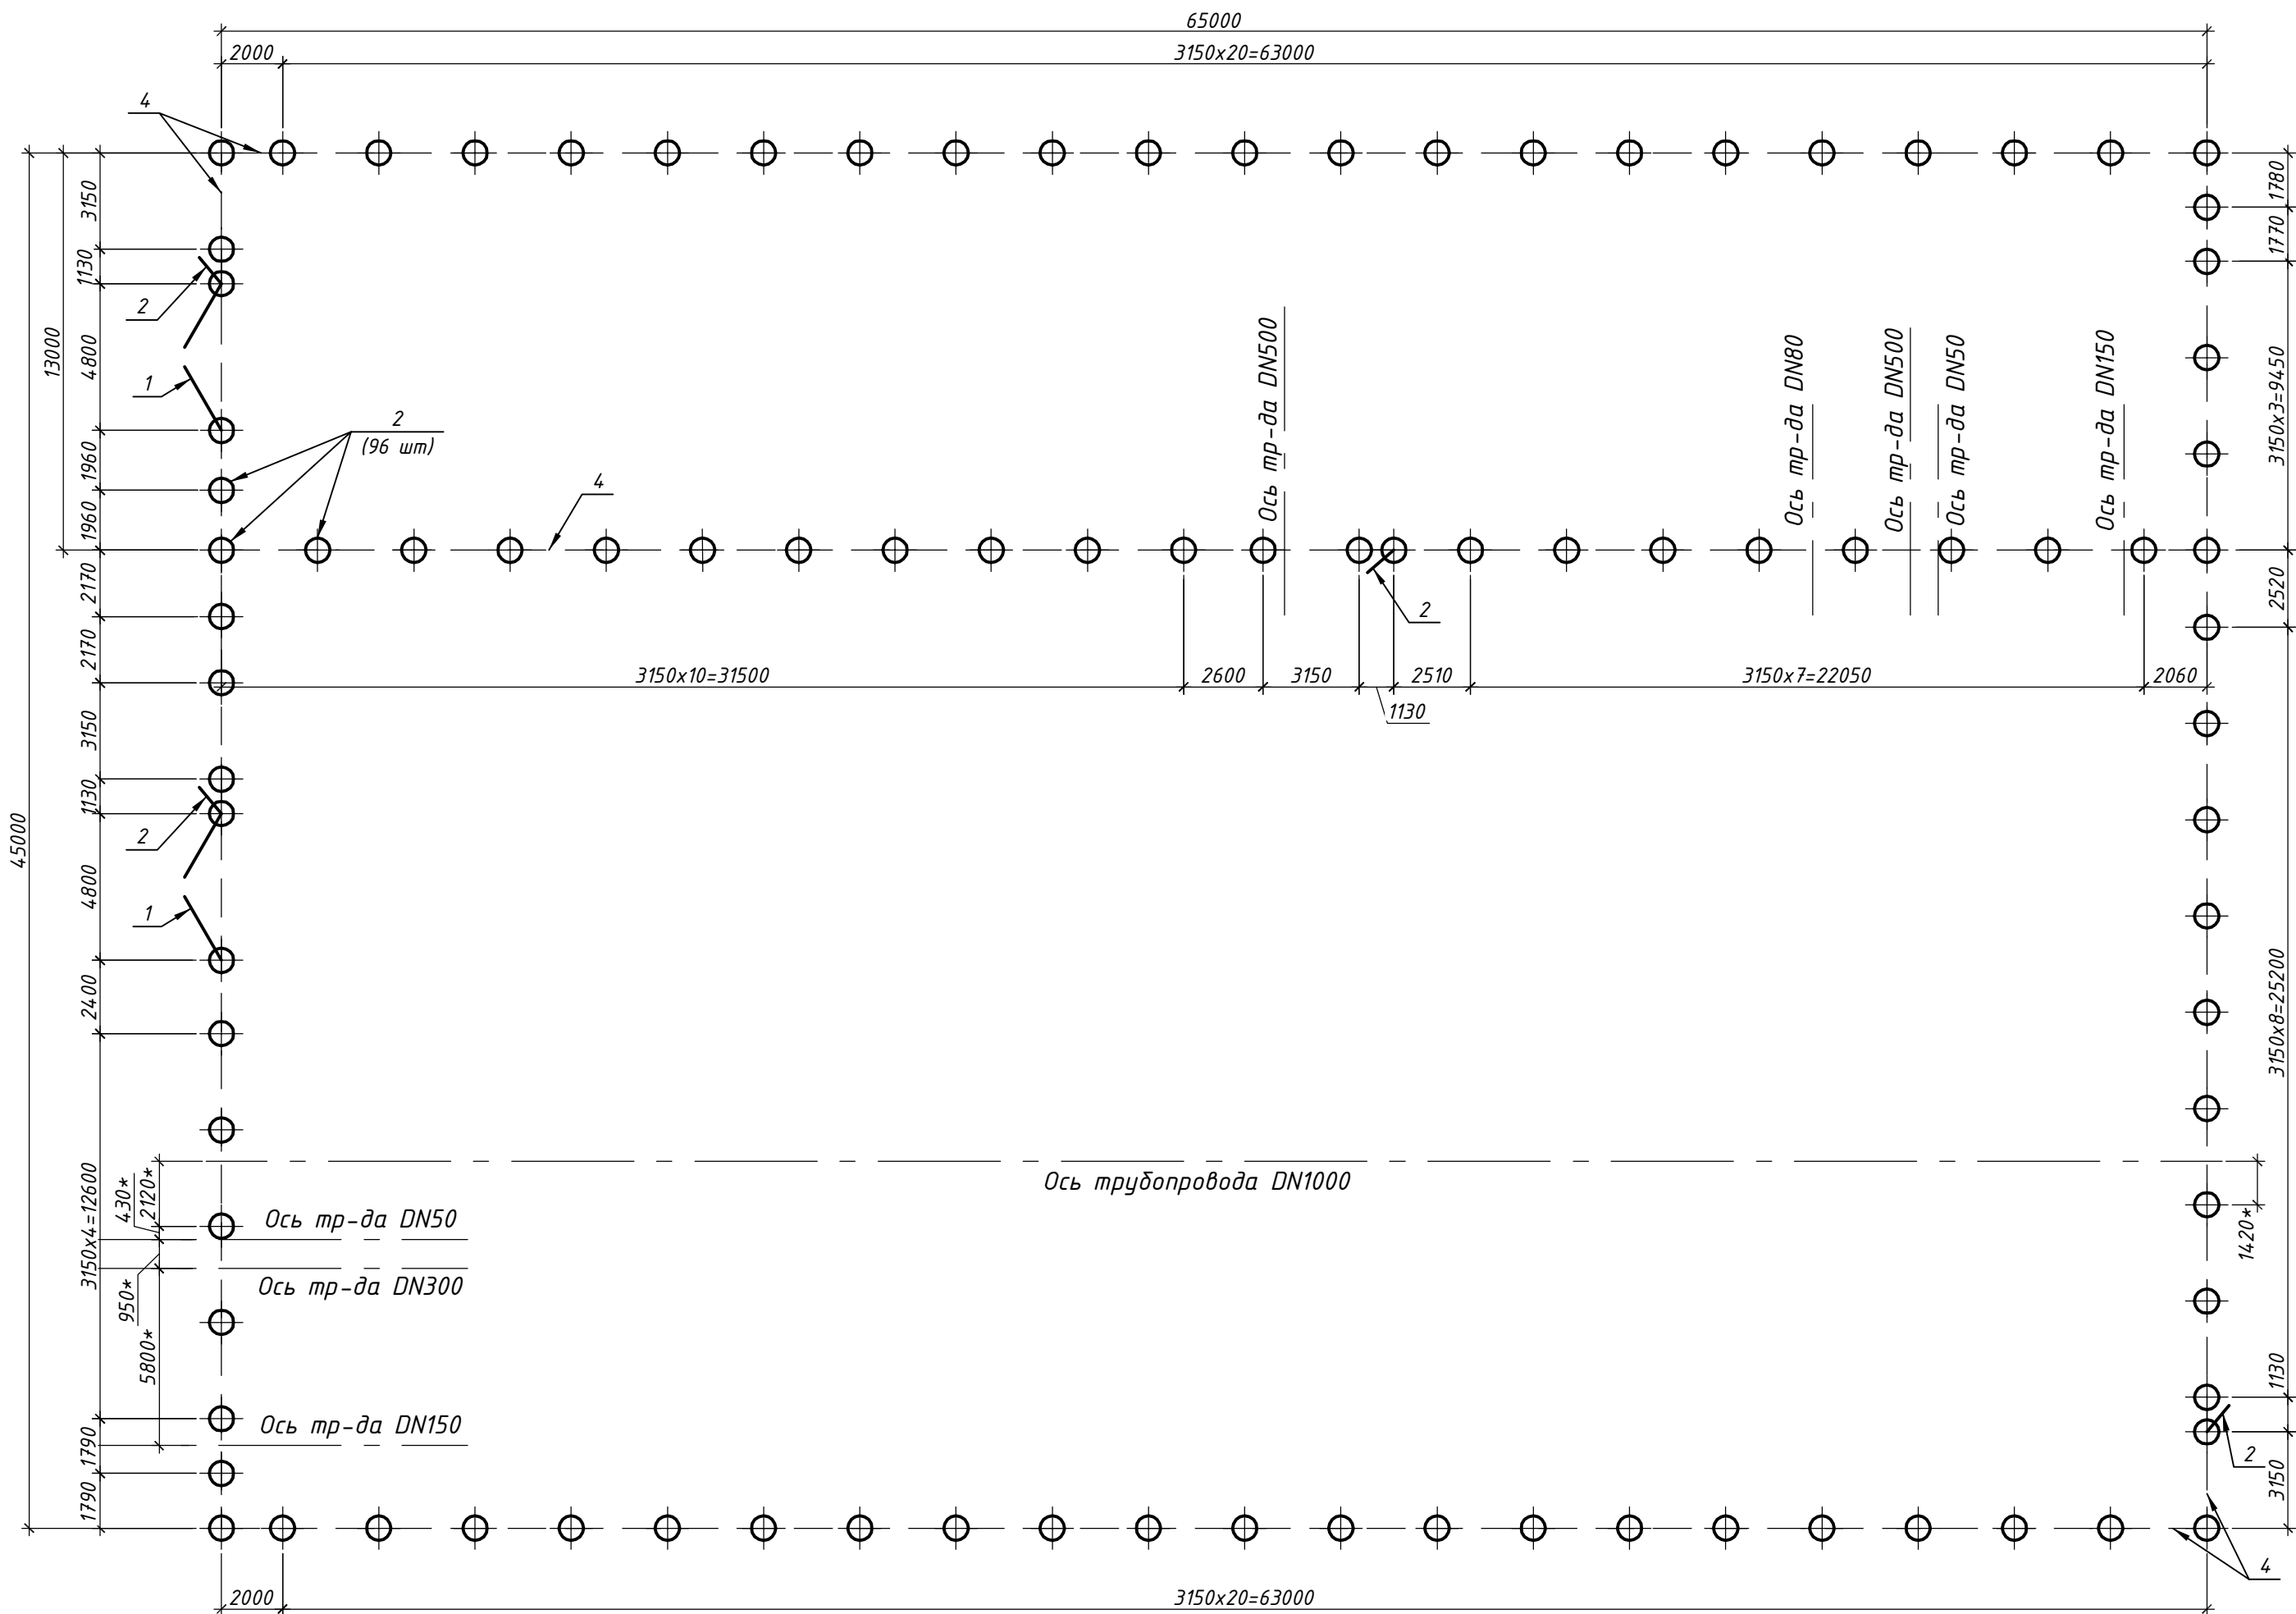 65000
2000
3150x20=63000
4
3150
1130
2
4800
13000
1
1960
1960
2
(96 шт)
4
Ось тр-да DN500
Ось тр-да DN80
Ось тр-да DN500
Ось тр-да DN50
Ось тр-да DN150
1780
1770
3150x3=9450
2520
2170
2170
3150x10=31500
2600
3150
2510
3150x7=22050
2060
1130
2
3150
1130
2
4800
45000
1
2400
3150x8=25200
Ось трубопровода DN1000
2120*
430*
3150x4=12600
Ось тр-да DN50
Ось тр-да DN300
950*
5800*
Ось тр-да DN150
1790
1790
1420*
1130
2
3150
4
2000
3150x20=63000